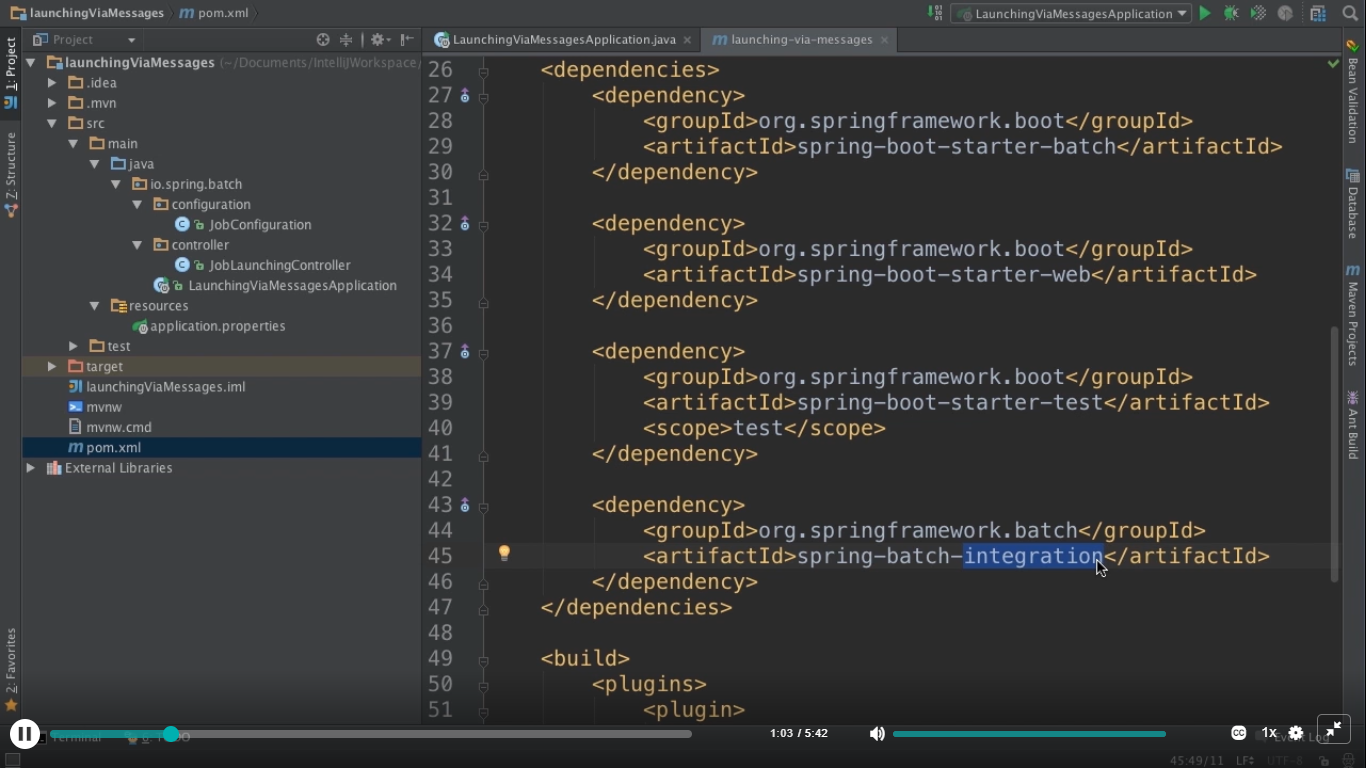 launchingViaMessages pom.xml
LaunchingViaMessagesApplication
Project
LaunchingViaMessagesApplication.java
launching-via-messages
1: Project
Z: Structure
2: Favorites
launchingViaMessages (~/Documents/IntelliJWorkspace/
.idea
.mvn
src
main
java
io.spring.batch
configuration
JobConfiguration
controller
JobLaunchingController
LaunchingViaMessagesApplication
resources
application.properties
test
target
launchingViaMessages.iml
mvnw
mvnw.cmd
pom.xml
External Libraries
26 <dependencies>
27 <dependency>
28 <groupId>org.springframework.boot</groupId>
29 <artifactId>spring-boot-starter-batch</artifactId>
30 </dependency>
31
32 <dependency>
33 <groupId>org.springframework.boot</groupId>
34 <artifactId>spring-boot-starter-web</artifactId>
35 </dependency>
36
37 <dependency>
38 <groupId>org.springframework.boot</groupId>
39 <artifactId>spring-boot-starter-test</artifactId>
40 <scope>test</scope>
41 </dependency>
42
43 <dependency>
44 <groupId>org.springframework.batch</groupId>
45 <artifactId>spring-batch-integration</artifactId>
46 </dependency>
47 </dependencies>
48
49 <build>
50 <plugins>
51 <plugin>
Bean Validation
Database
Maven Projects
Ant Build
1:03 / 5:42
CC
1x
Terminal
Event Log
45:49/11 LF÷ UTF-8